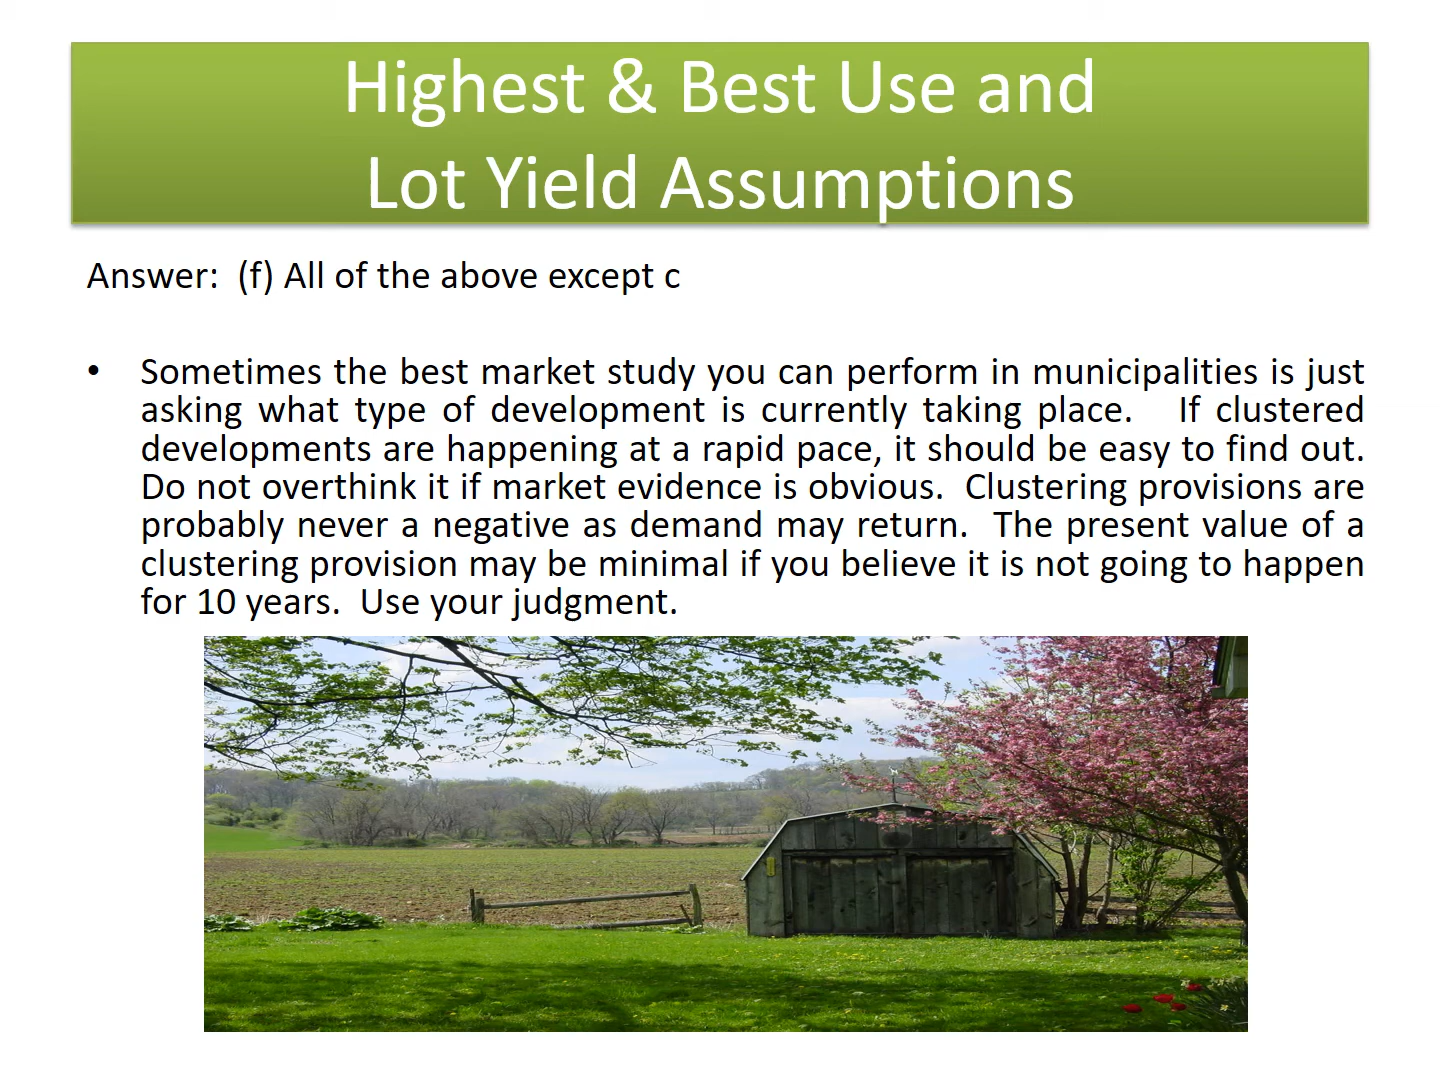 Highest & Best Use and
Lot Yield Assumptions
Answer:  (f) All of the above except c
• Sometimes the best market study you can perform in municipalities is just
asking what type of development is currently taking place.   If clustered
developments are happening at a rapid pace, it should be easy to find out.
Do not overthink it if market evidence is obvious.  Clustering provisions are
probably never a negative as demand may return.  The present value of a
clustering provision may be minimal if you believe it is not going to happen
for 10 years.  Use your judgment.